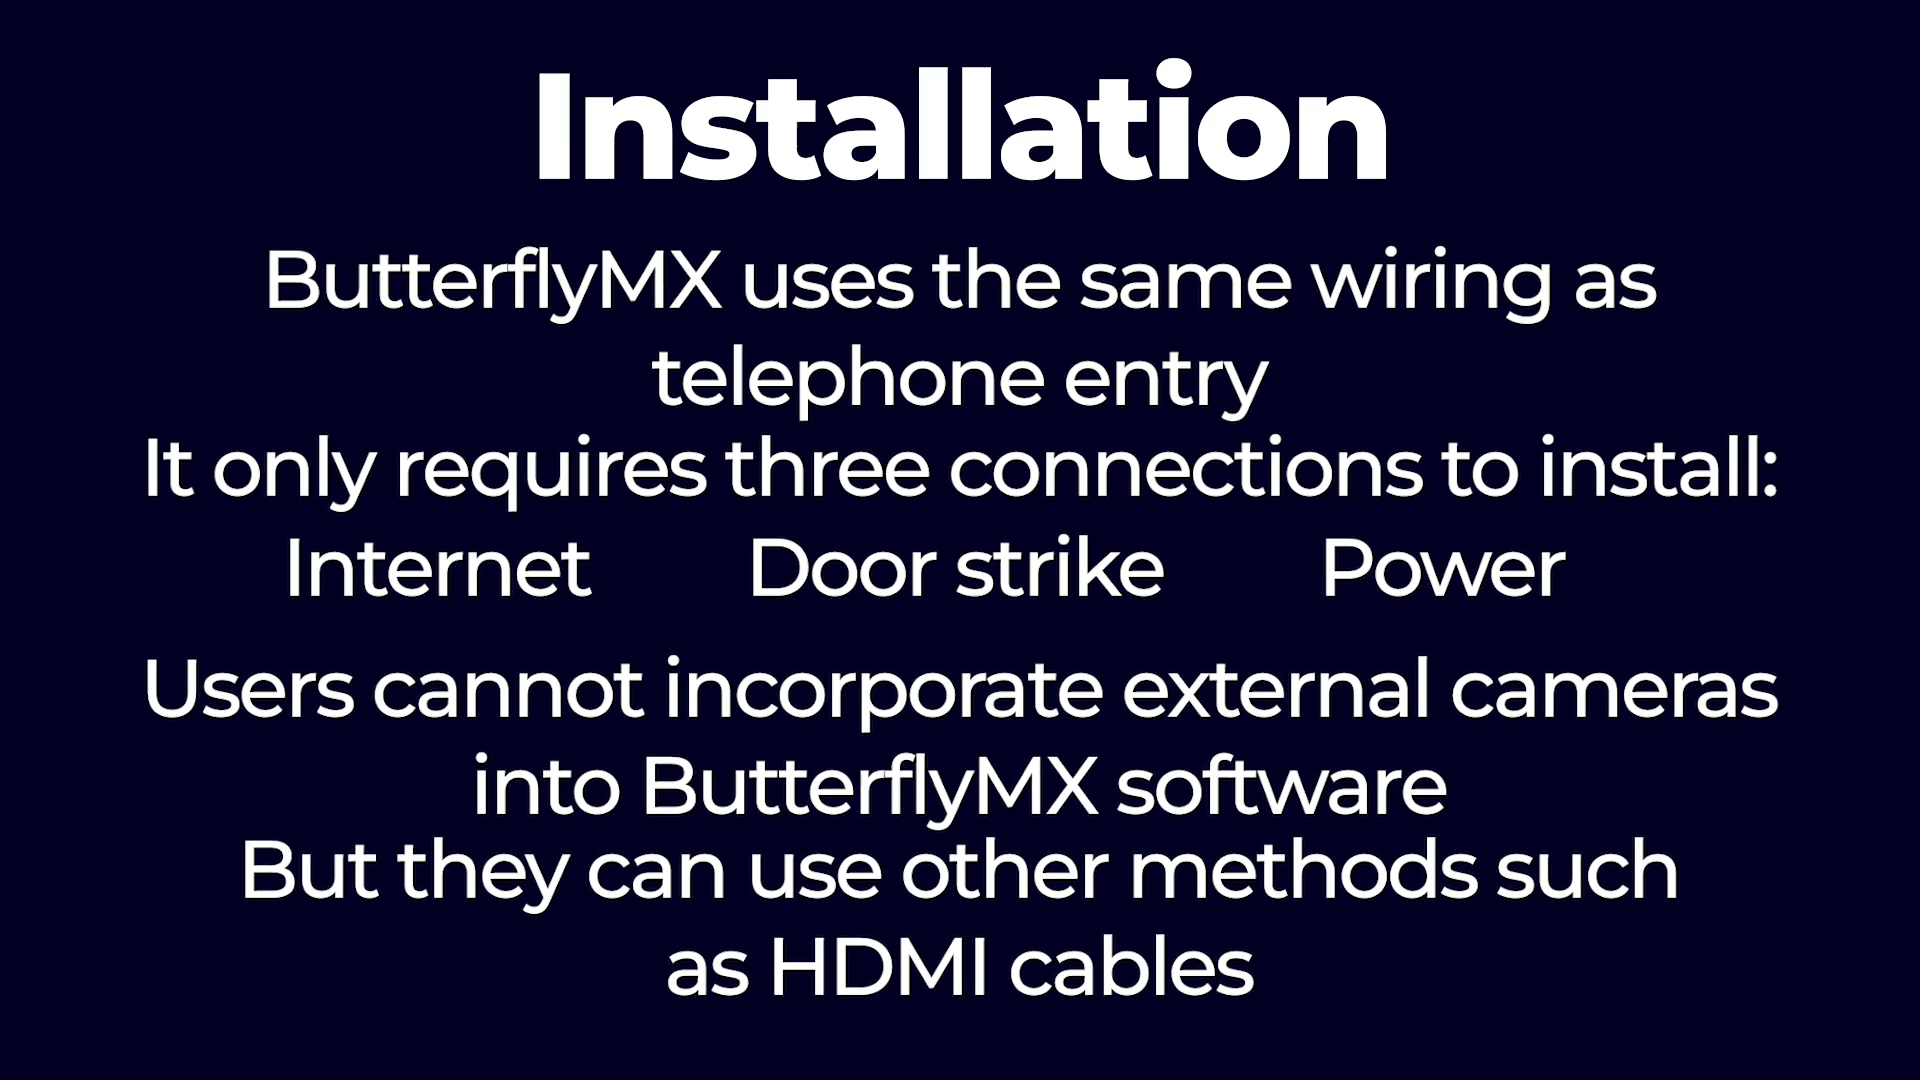 Installation
ButterflyMX uses the same wiring as
telephone entry
It only requires three connections to install:
Internet Door strike Power
Users cannot incorporate external cameras
into ButterflyMX software
But they can use other methods such
as HDMI cables